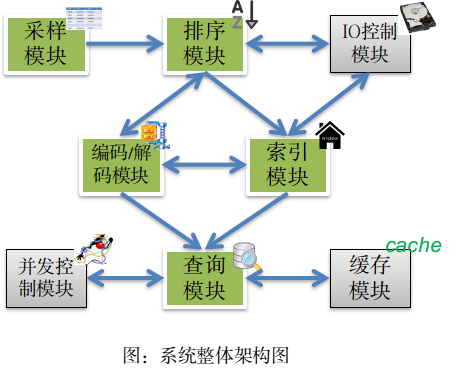 采样
模块
排序
模块
A
Z
IO控制
模块
编码/解
码模块
索引
模块
index
并发控
制模块
查询
模块
cache
缓存
模块
图：系统整体架构图